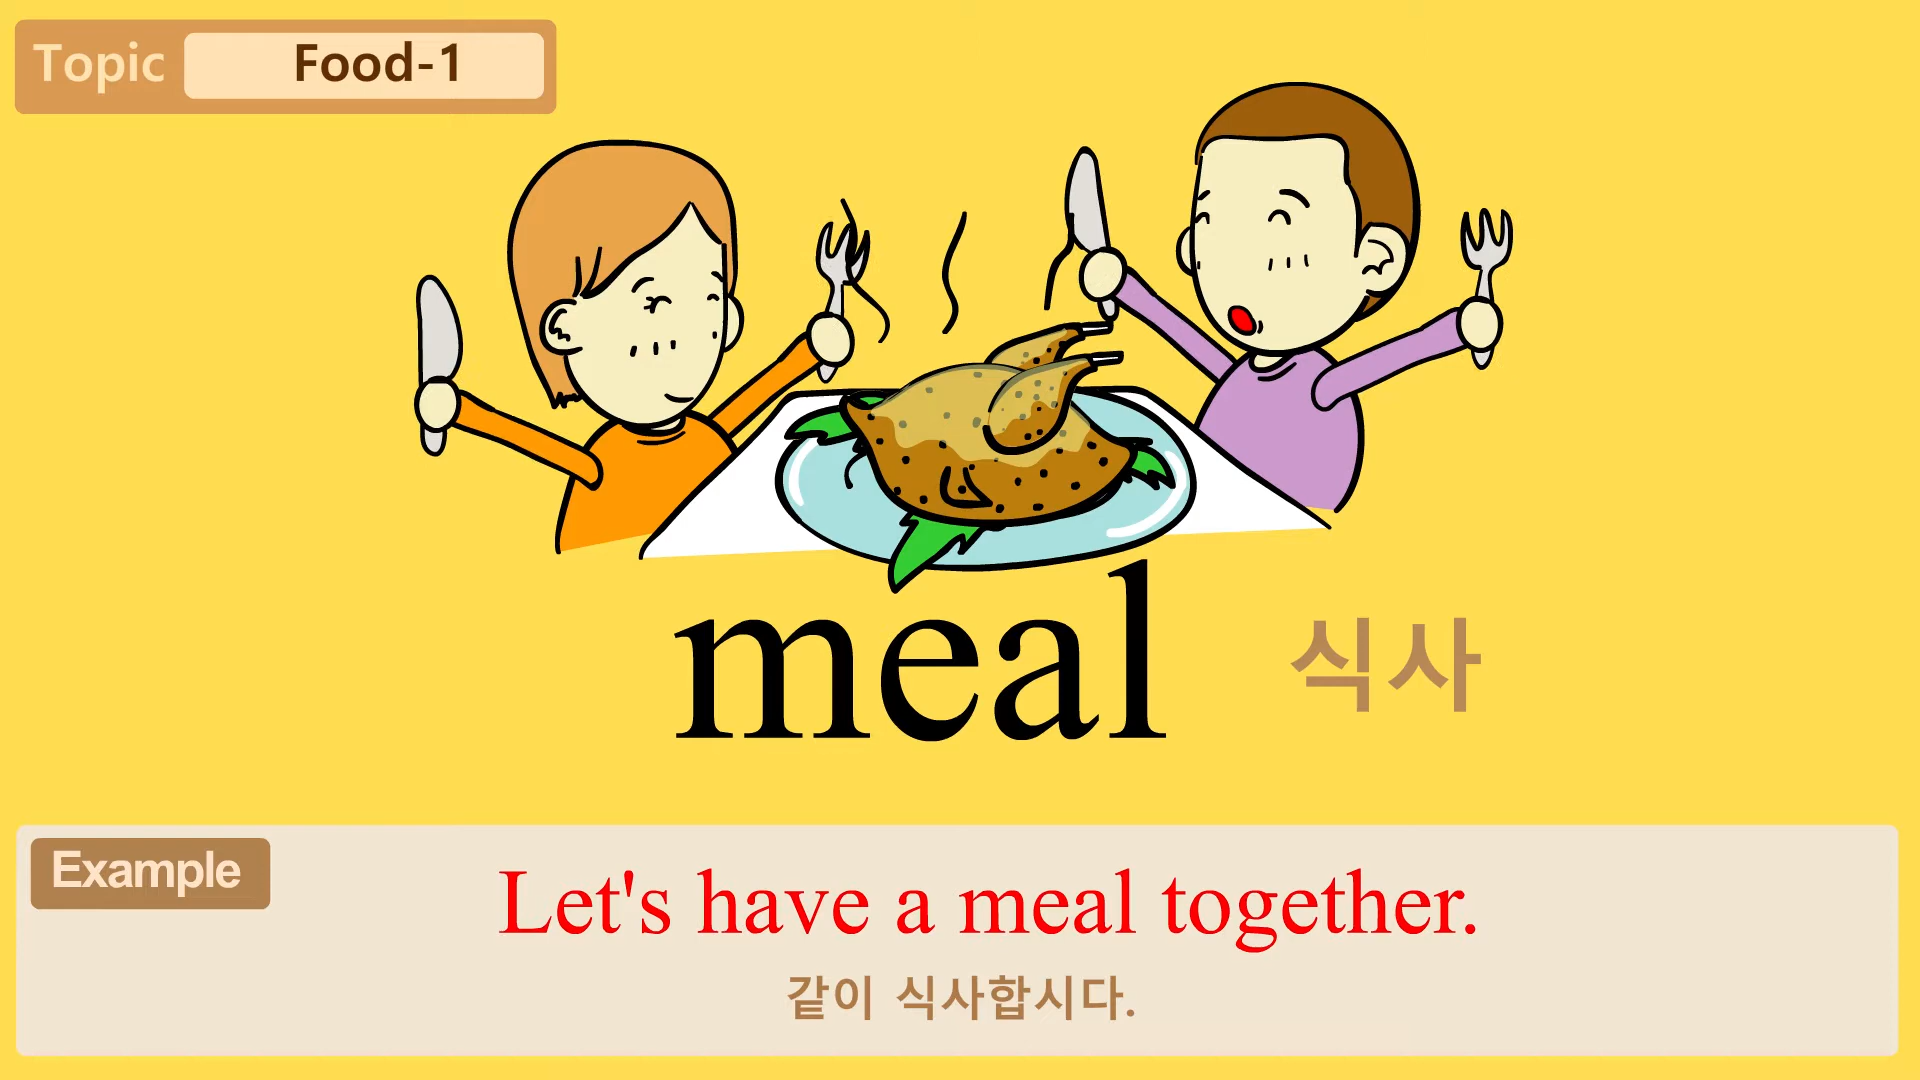 Topic Food-1
meal 식사
Example
Let's have a meal together.
같이 식사합시다.